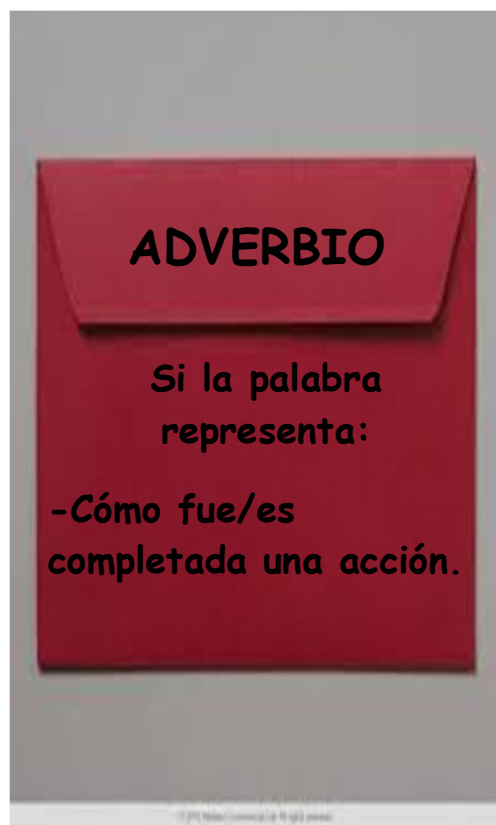 ADVERBIO
Si la palabra
representa:
-Cómo fue/es
completada una acción.